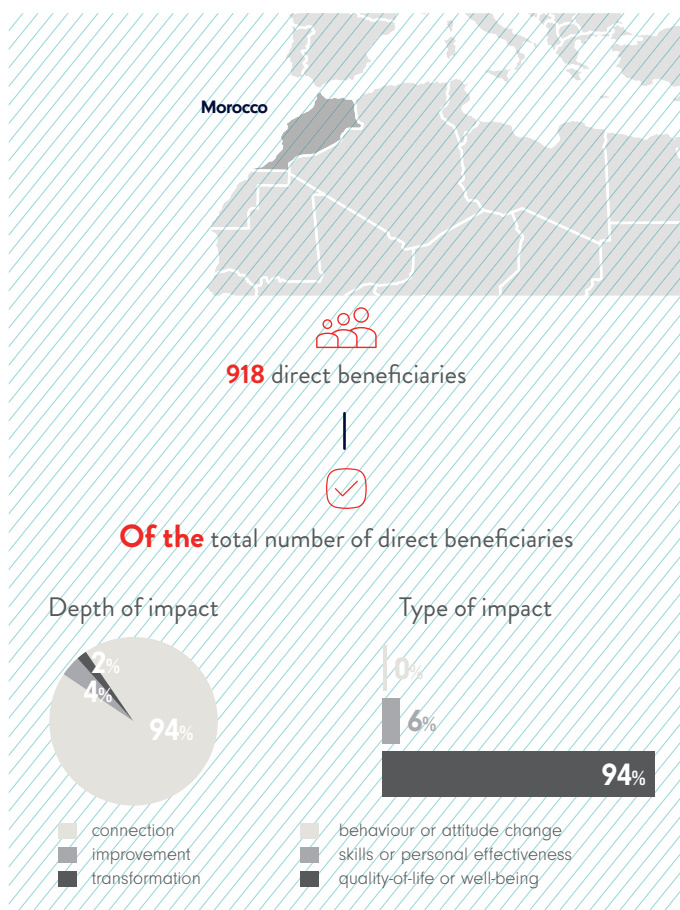 Morocco
918 direct beneficiaries
Of the total number of direct beneficiaries
Depth of impact
2%
4%
94%
connection
improvement
transformation
Type of impact
0%
6%
94%
behaviour or attitude change
skills or personal effectiveness
quality-of-life or well-being